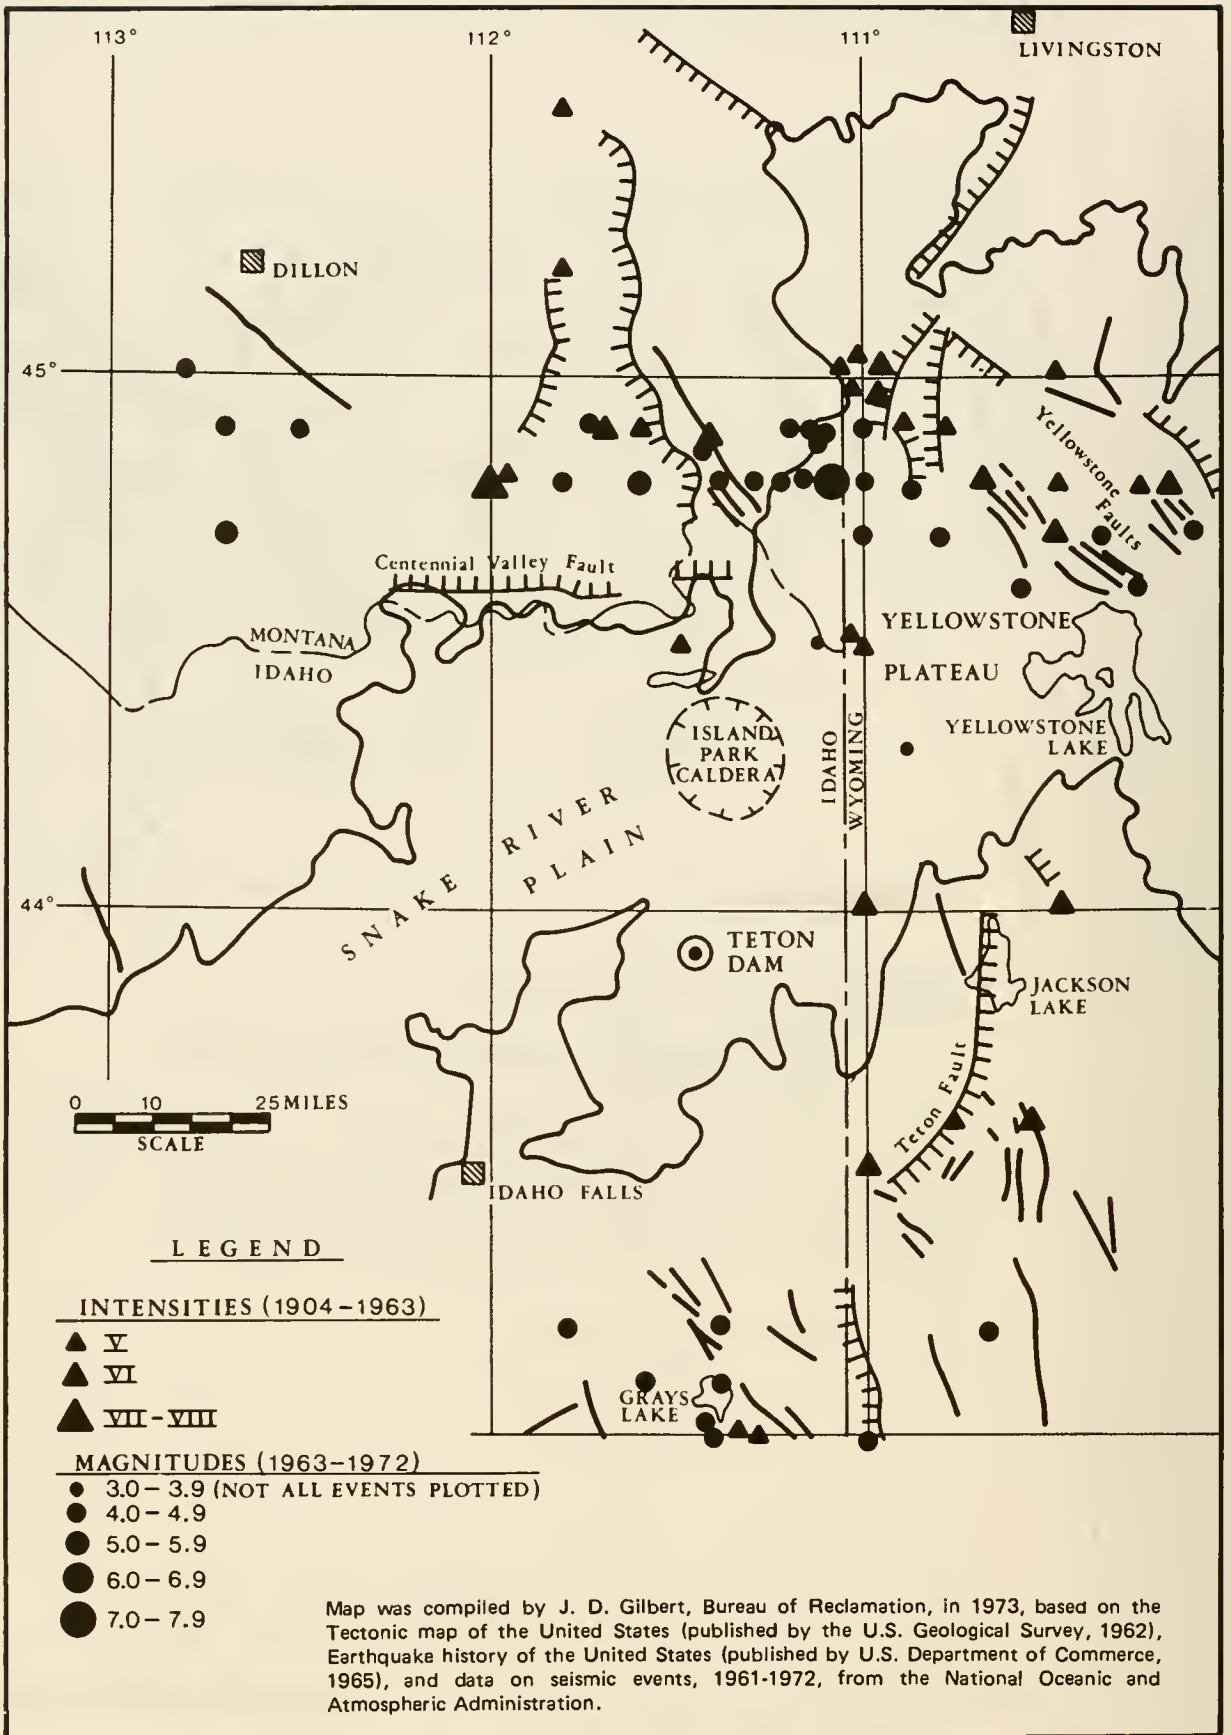 113°
112°
111°
LIVINGSTON
DILLON
45°
Yellowstone
Faults
Centennial Valley Fault
MONTANA
IDAHO
YELLOWSTONE
PLATEAU
YELLOWSTONE
LAKE
ISLAND
PARK
CALDERA
IDAHO
WYOMING
SNAKE RIVER
PLAIN
44°
TETON
DAM
JACKSON
LAKE
Teton Fault
0 10 25 MILES
SCALE
IDAHO FALLS
GRAYS
LAKE
LEGEND
INTENSITIES (1904-1963)
V
VI
VII-VIII
MAGNITUDES (1963-1972)
3.0-3.9 (NOT ALL EVENTS PLOTTED)
4.0-4.9
5.0-5.9
6.0-6.9
7.0-7.9
Map was compiled by J. D. Gilbert, Bureau of Reclamation, in 1973, based on the
Tectonic map of the United States (published by the U.S. Geological Survey, 1962),
Earthquake history of the United States (published by U.S. Department of Commerce,
1965), and data on seismic events, 1961-1972, from the National Oceanic and
Atmospheric Administration.